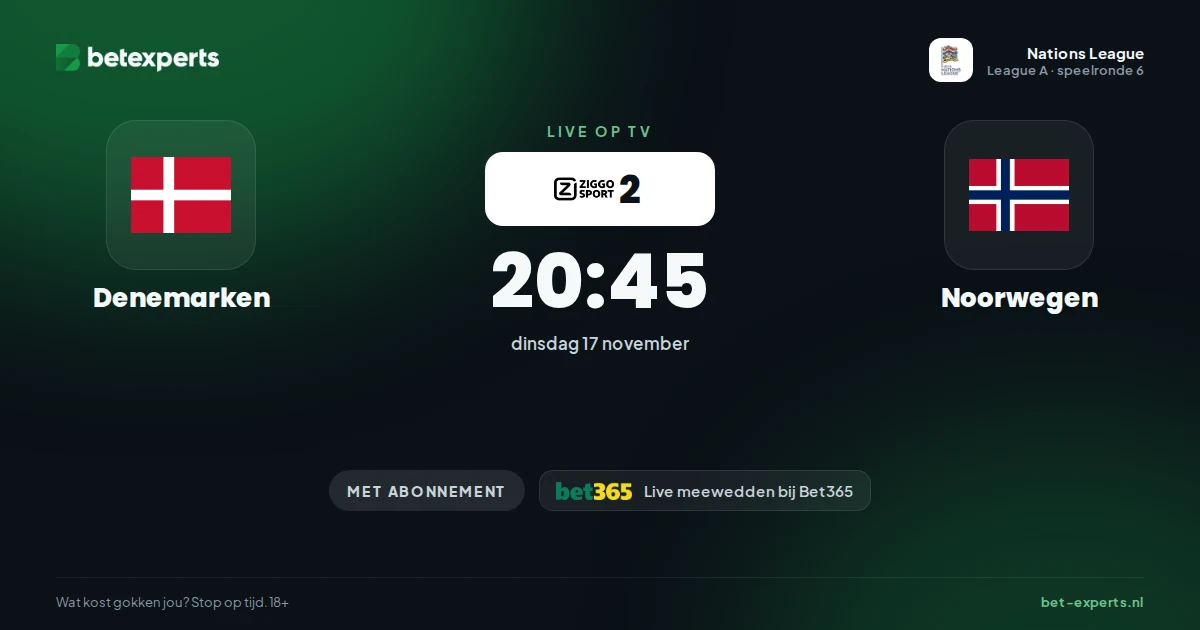 betexperts
Nations League
League A · speelronde 6
LIVE OP TV
ZIGGO
SPORT 2
20:45
dinsdag 17 november
Denemarken
Noorwegen
MET ABONNEMENT
bet365 Live meewedden bij Bet365
Wat kost gokken jou? Stop op tijd. 18+
bet-experts.nl